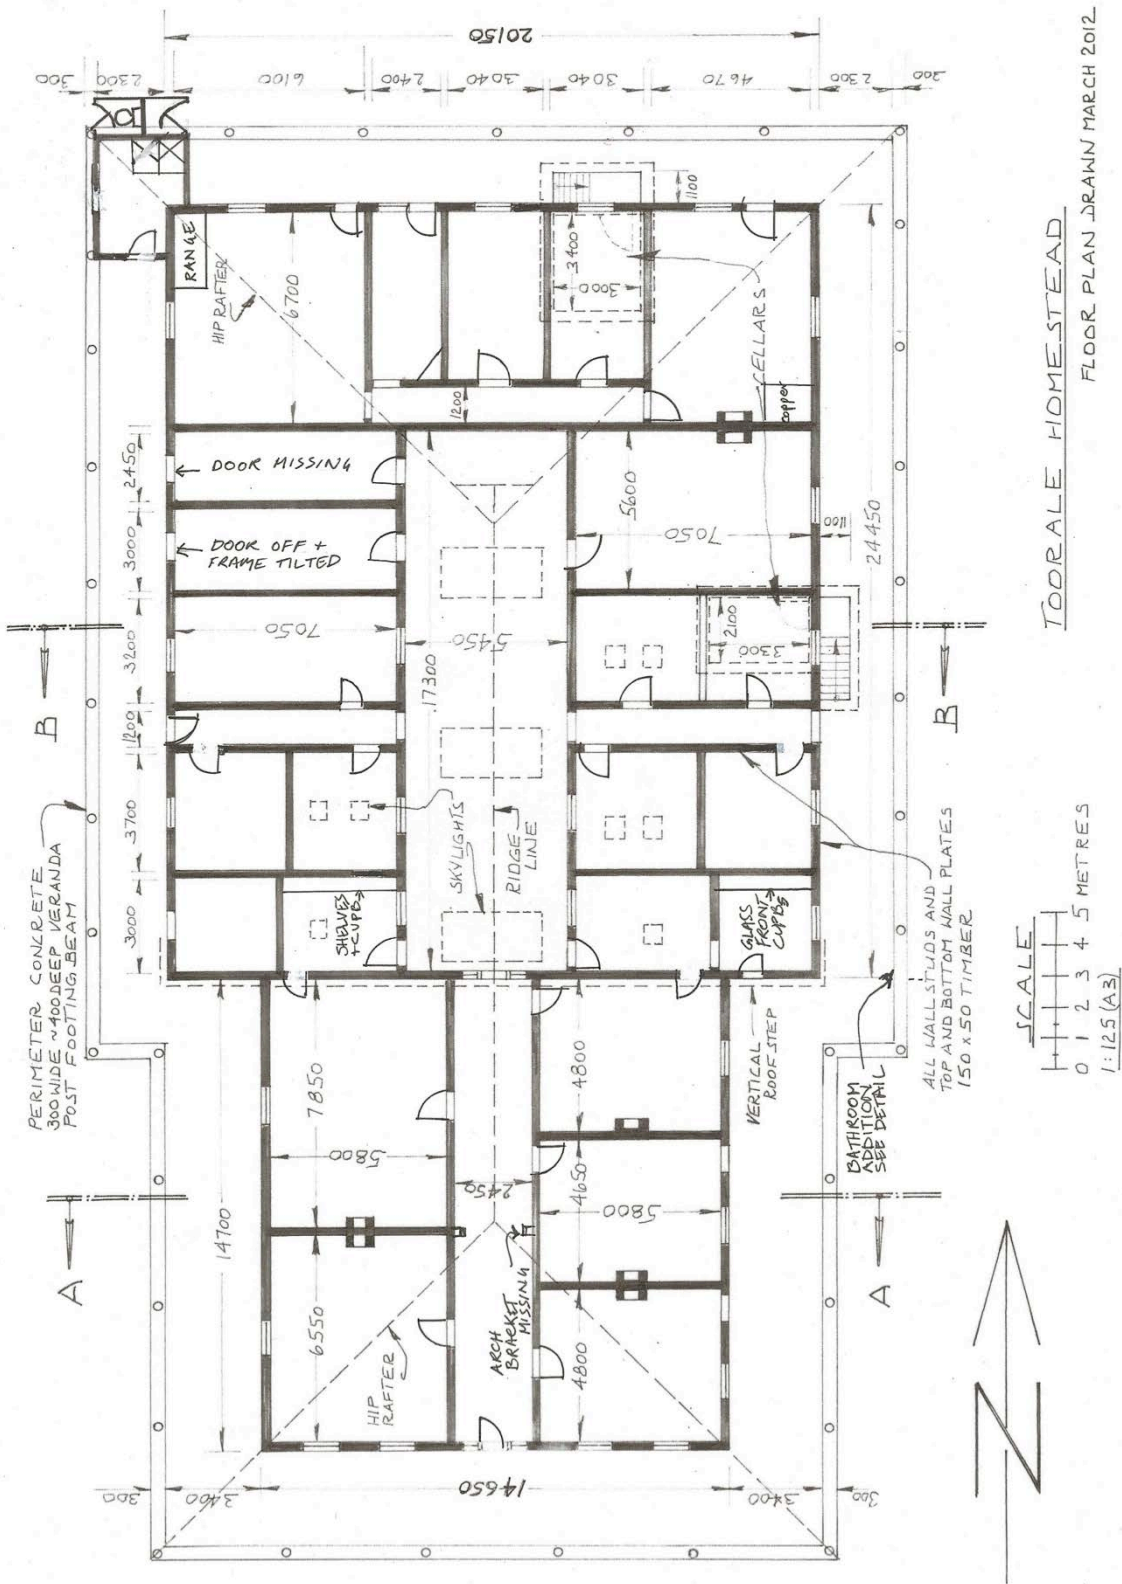 20150
300
2300
6100
2400
3040
3040
4670
2300
300
RANGE
HIP RAFTER
6700
3400
3000
1100
1200
CELLARS
copper
24450
TOORALE HOMESTEAD
FLOOR PLAN DRAWN MARCH 2012
2450
← DOOR MISSING
3000
← DOOR OFF +
FRAME TILTED
3200
7050
5450
17300
5600
7050
1100
2100
3300
B
B
1200
3700
3000
SKYLIGHTS
RIDGE
LINE
SHELVES
+ CUPBS
GLASS
FRONT
CUPBS
PERIMETER CONCRETE
300 WIDE ~400 DEEP VERANDA
POST FOOTING BEAM
ALL WALL STUDS AND
TOP AND BOTTOM WALL PLATES
150 x 50 TIMBER
VERTICAL
ROOF STEP
BATHROOM
ADDITION
SEE DETAIL
SCALE
0 1 2 3 4 5 METRES
1:125 (A3)
14700
7850
5800
2450
4800
4650
5800
A
A
6550
HIP
RAFTER
ARCH
BRACKET
MISSING
4800
300
3400
14650
3400
300
N